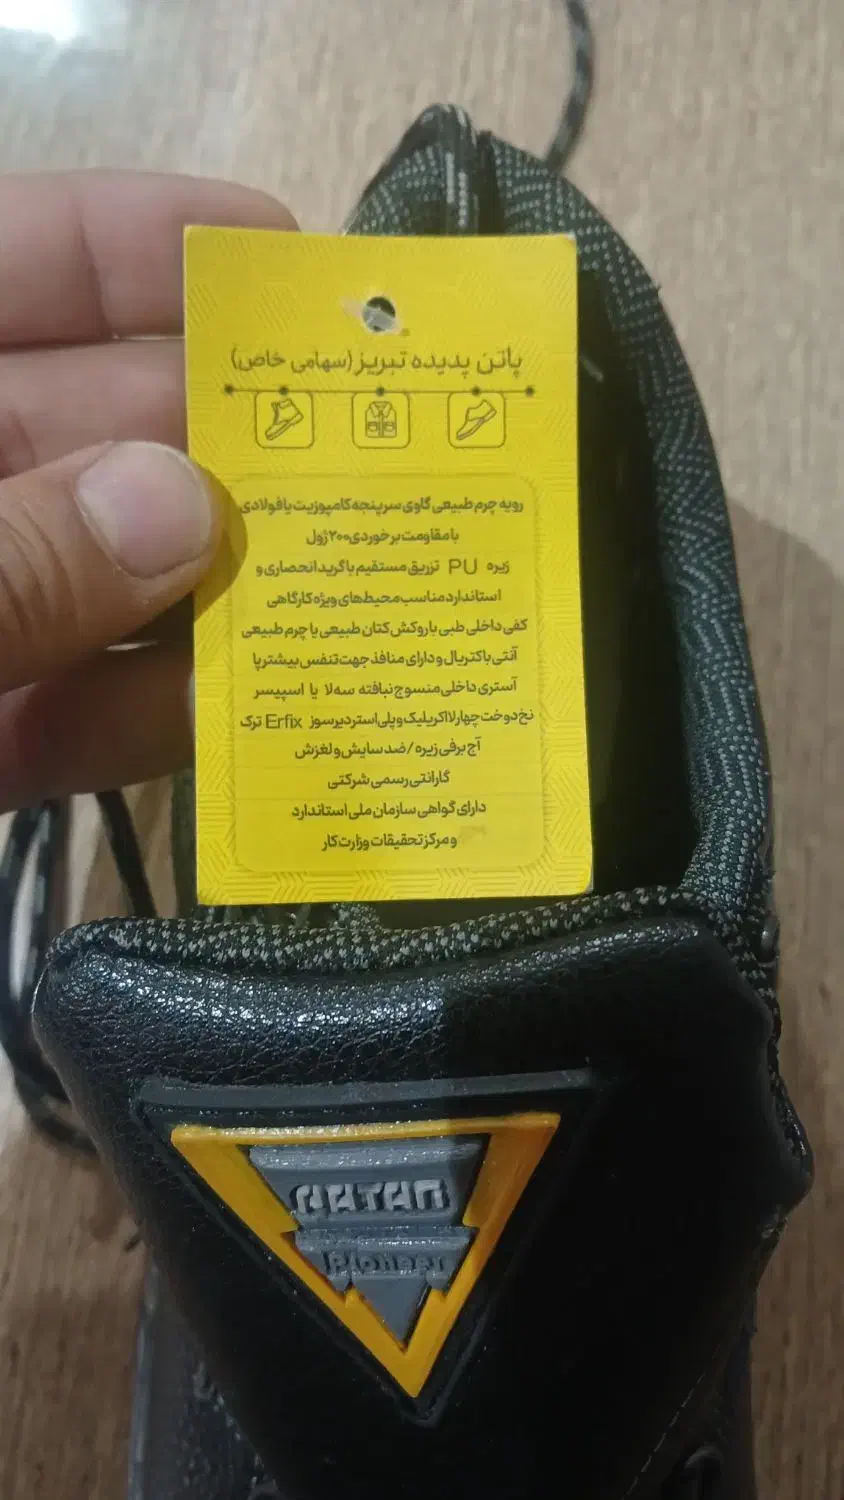 پاتن پدیده تبریز (سهامی خاص)
رویه چرم طبیعی گاوی سرپنجه کامپوزیت یا فولادی
با مقاومت برخوردی ۲۰۰ ژول
زیره PU تزریق مستقیم با گرید انحصاری و
استاندارد مناسب محیط‌های ویژه کارگاهی
کفی داخلی طبی با روکش کتان طبیعی یا چرم طبیعی
آنتی باکتریال و دارای منافذ جهت تنفس بیشتر پا
آستری داخلی منسوج نبافته سه لا یا اسپیسر
نخ دوخت چهارلا اکریلیک و پلی استر دیرسوز Erfix ترک
آج برفی زیره / ضد سایش و لغزش
گارانتی رسمی شرکتی
دارای گواهی سازمان ملی استاندارد
و مرکز تحقیقات وزارت کار
PATAN
Pioneer